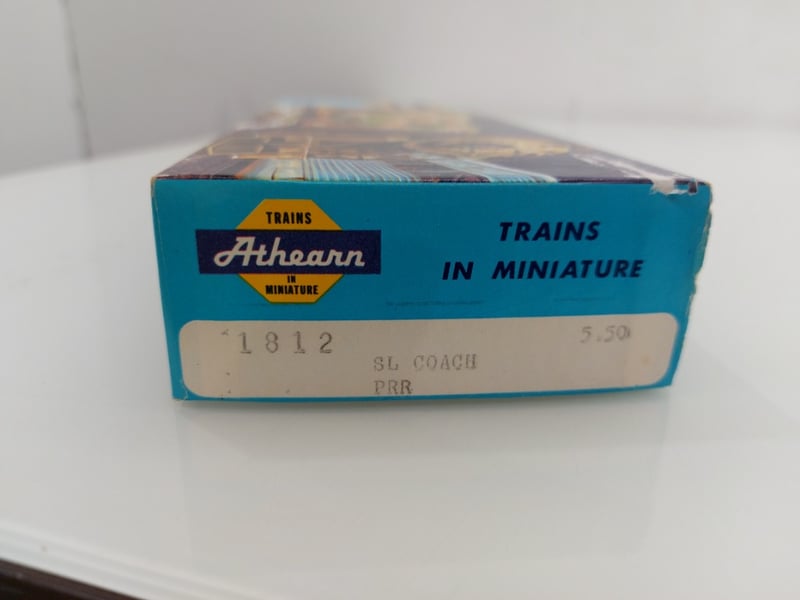 TRAINS
Athearn
IN
MINIATURE
TRAINS
IN MINIATURE
1812
5.50
SL COACH
PRR